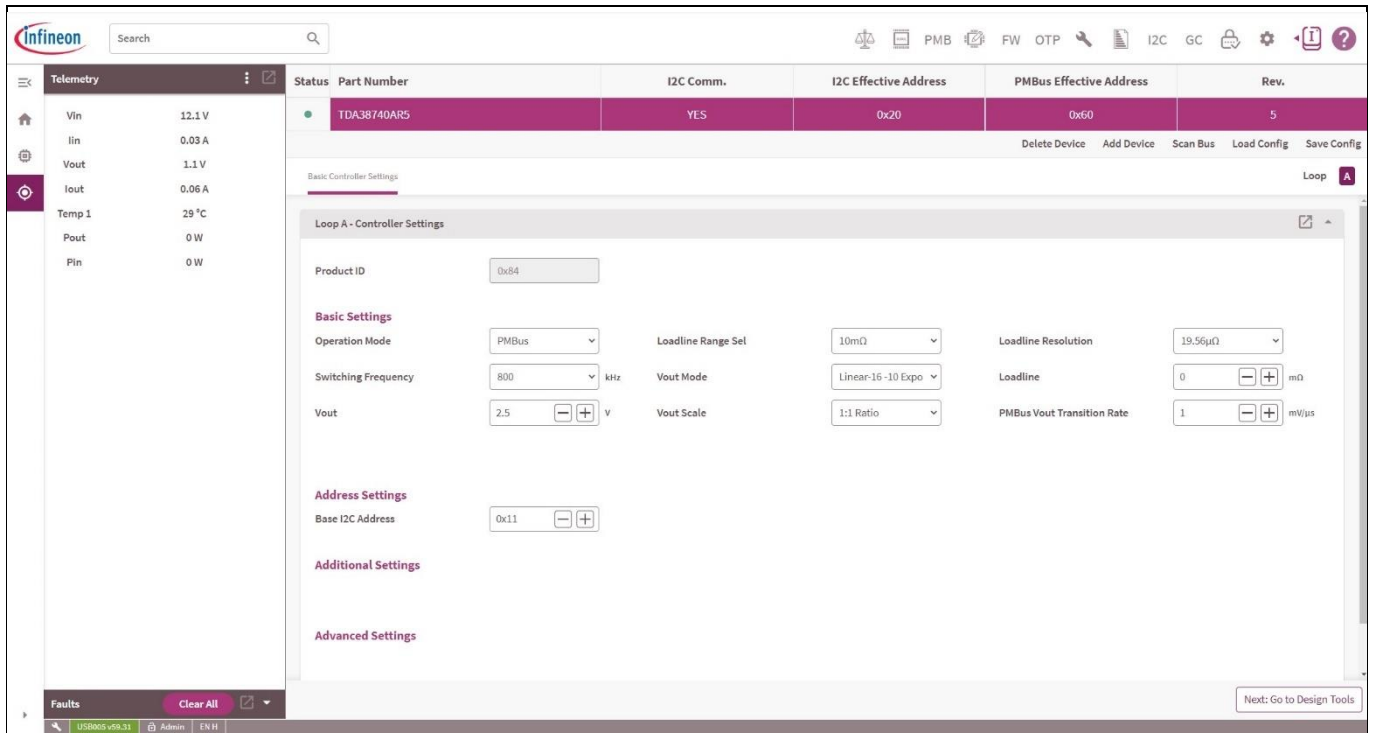 infineon
Search
PMB FW OTP I2C GC
Telemetry
Vin 12.1 V
Iin 0.03 A
Vout 1.1 V
Iout 0.06 A
Temp 1 29 °C
Pout 0 W
Pin 0 W
Status Part Number I2C Comm. I2C Effective Address PMBus Effective Address Rev.
TDA38740AR5 YES 0x20 0x60 5
Delete Device Add Device Scan Bus Load Config Save Config
Basic Controller Settings Loop A
Loop A - Controller Settings
Product ID 0x84
Basic Settings
Operation Mode PMBus Loadline Range Sel 10mΩ Loadline Resolution 19.56μΩ
Switching Frequency 800 kHz Vout Mode Linear-16 -10 Expo Loadline 0 mΩ
Vout 2.5 V Vout Scale 1:1 Ratio PMBus Vout Transition Rate 1 mV/μs
Address Settings
Base I2C Address 0x11
Additional Settings
Advanced Settings
Faults Clear All
Next: Go to Design Tools
USB005 v59.31 Admin EN H